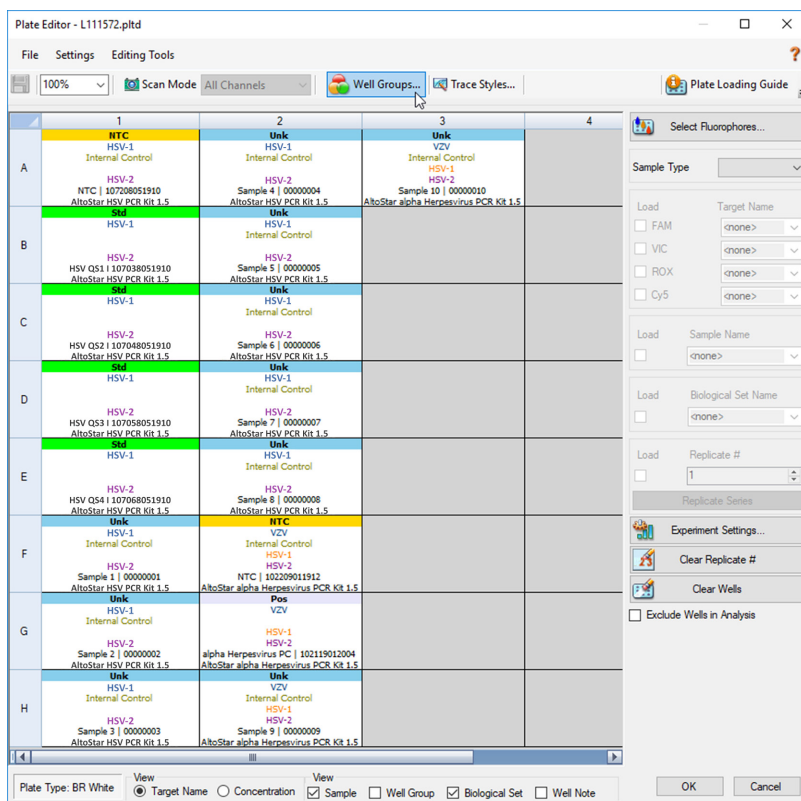 Plate Editor - L111572.pltd
File Settings Editing Tools ?
100% Scan Mode All Channels Well Groups... Trace Styles... Plate Loading Guide
1 2 3 4
A
NTC
HSV-1
Internal Control
HSV-2
NTC | 107208051910
AltoStar HSV PCR Kit 1.5
Unk
HSV-1
Internal Control
HSV-2
Sample 4 | 00000004
AltoStar HSV PCR Kit 1.5
Unk
VZV
Internal Control
HSV-1
HSV-2
Sample 10 | 00000010
AltoStar alpha Herpesvirus PCR Kit 1.5
B
Std
HSV-1
HSV-2
HSV QS1 I 107038051910
AltoStar HSV PCR Kit 1.5
Unk
HSV-1
Internal Control
HSV-2
Sample 5 | 00000005
AltoStar HSV PCR Kit 1.5
C
Std
HSV-1
HSV-2
HSV QS2 I 107048051910
AltoStar HSV PCR Kit 1.5
Unk
HSV-1
Internal Control
HSV-2
Sample 6 | 00000006
AltoStar HSV PCR Kit 1.5
D
Std
HSV-1
HSV-2
HSV QS3 I 107058051910
AltoStar HSV PCR Kit 1.5
Unk
HSV-1
Internal Control
HSV-2
Sample 7 | 00000007
AltoStar HSV PCR Kit 1.5
E
Std
HSV-1
HSV-2
HSV QS4 I 107068051910
AltoStar HSV PCR Kit 1.5
Unk
HSV-1
Internal Control
HSV-2
Sample 8 | 00000008
AltoStar HSV PCR Kit 1.5
F
Unk
HSV-1
Internal Control
HSV-2
Sample 1 | 00000001
AltoStar HSV PCR Kit 1.5
NTC
VZV
Internal Control
HSV-1
HSV-2
NTC | 102209011912
AltoStar alpha Herpesvirus PCR Kit 1.5
G
Unk
HSV-1
Internal Control
HSV-2
Sample 2 | 00000002
AltoStar HSV PCR Kit 1.5
Pos
VZV
HSV-1
HSV-2
alpha Herpesvirus PC | 102119012004
AltoStar alpha Herpesvirus PCR Kit 1.5
H
Unk
HSV-1
Internal Control
HSV-2
Sample 3 | 00000003
AltoStar HSV PCR Kit 1.5
Unk
VZV
Internal Control
HSV-1
HSV-2
Sample 9 | 00000009
AltoStar alpha Herpesvirus PCR Kit 1.5
Select Fluorophores...
Sample Type
Load Target Name
FAM <none>
VIC <none>
ROX <none>
Cy5 <none>
Load Sample Name
<none>
Load Biological Set Name
<none>
Load Replicate #
1
Replicate Series
Experiment Settings...
Clear Replicate #
Clear Wells
Exclude Wells in Analysis
Plate Type: BR White
View
Target Name Concentration
View
Sample Well Group Biological Set Well Note
OK Cancel